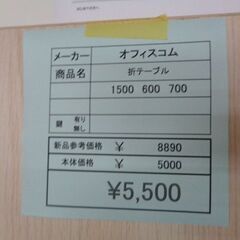 メーカー オフィスコム
商品名 折テーブル
1500 600 700
鍵 有り 無し
新品参考価格 ¥ 8890
本体価格 ¥ 5000
¥5,500